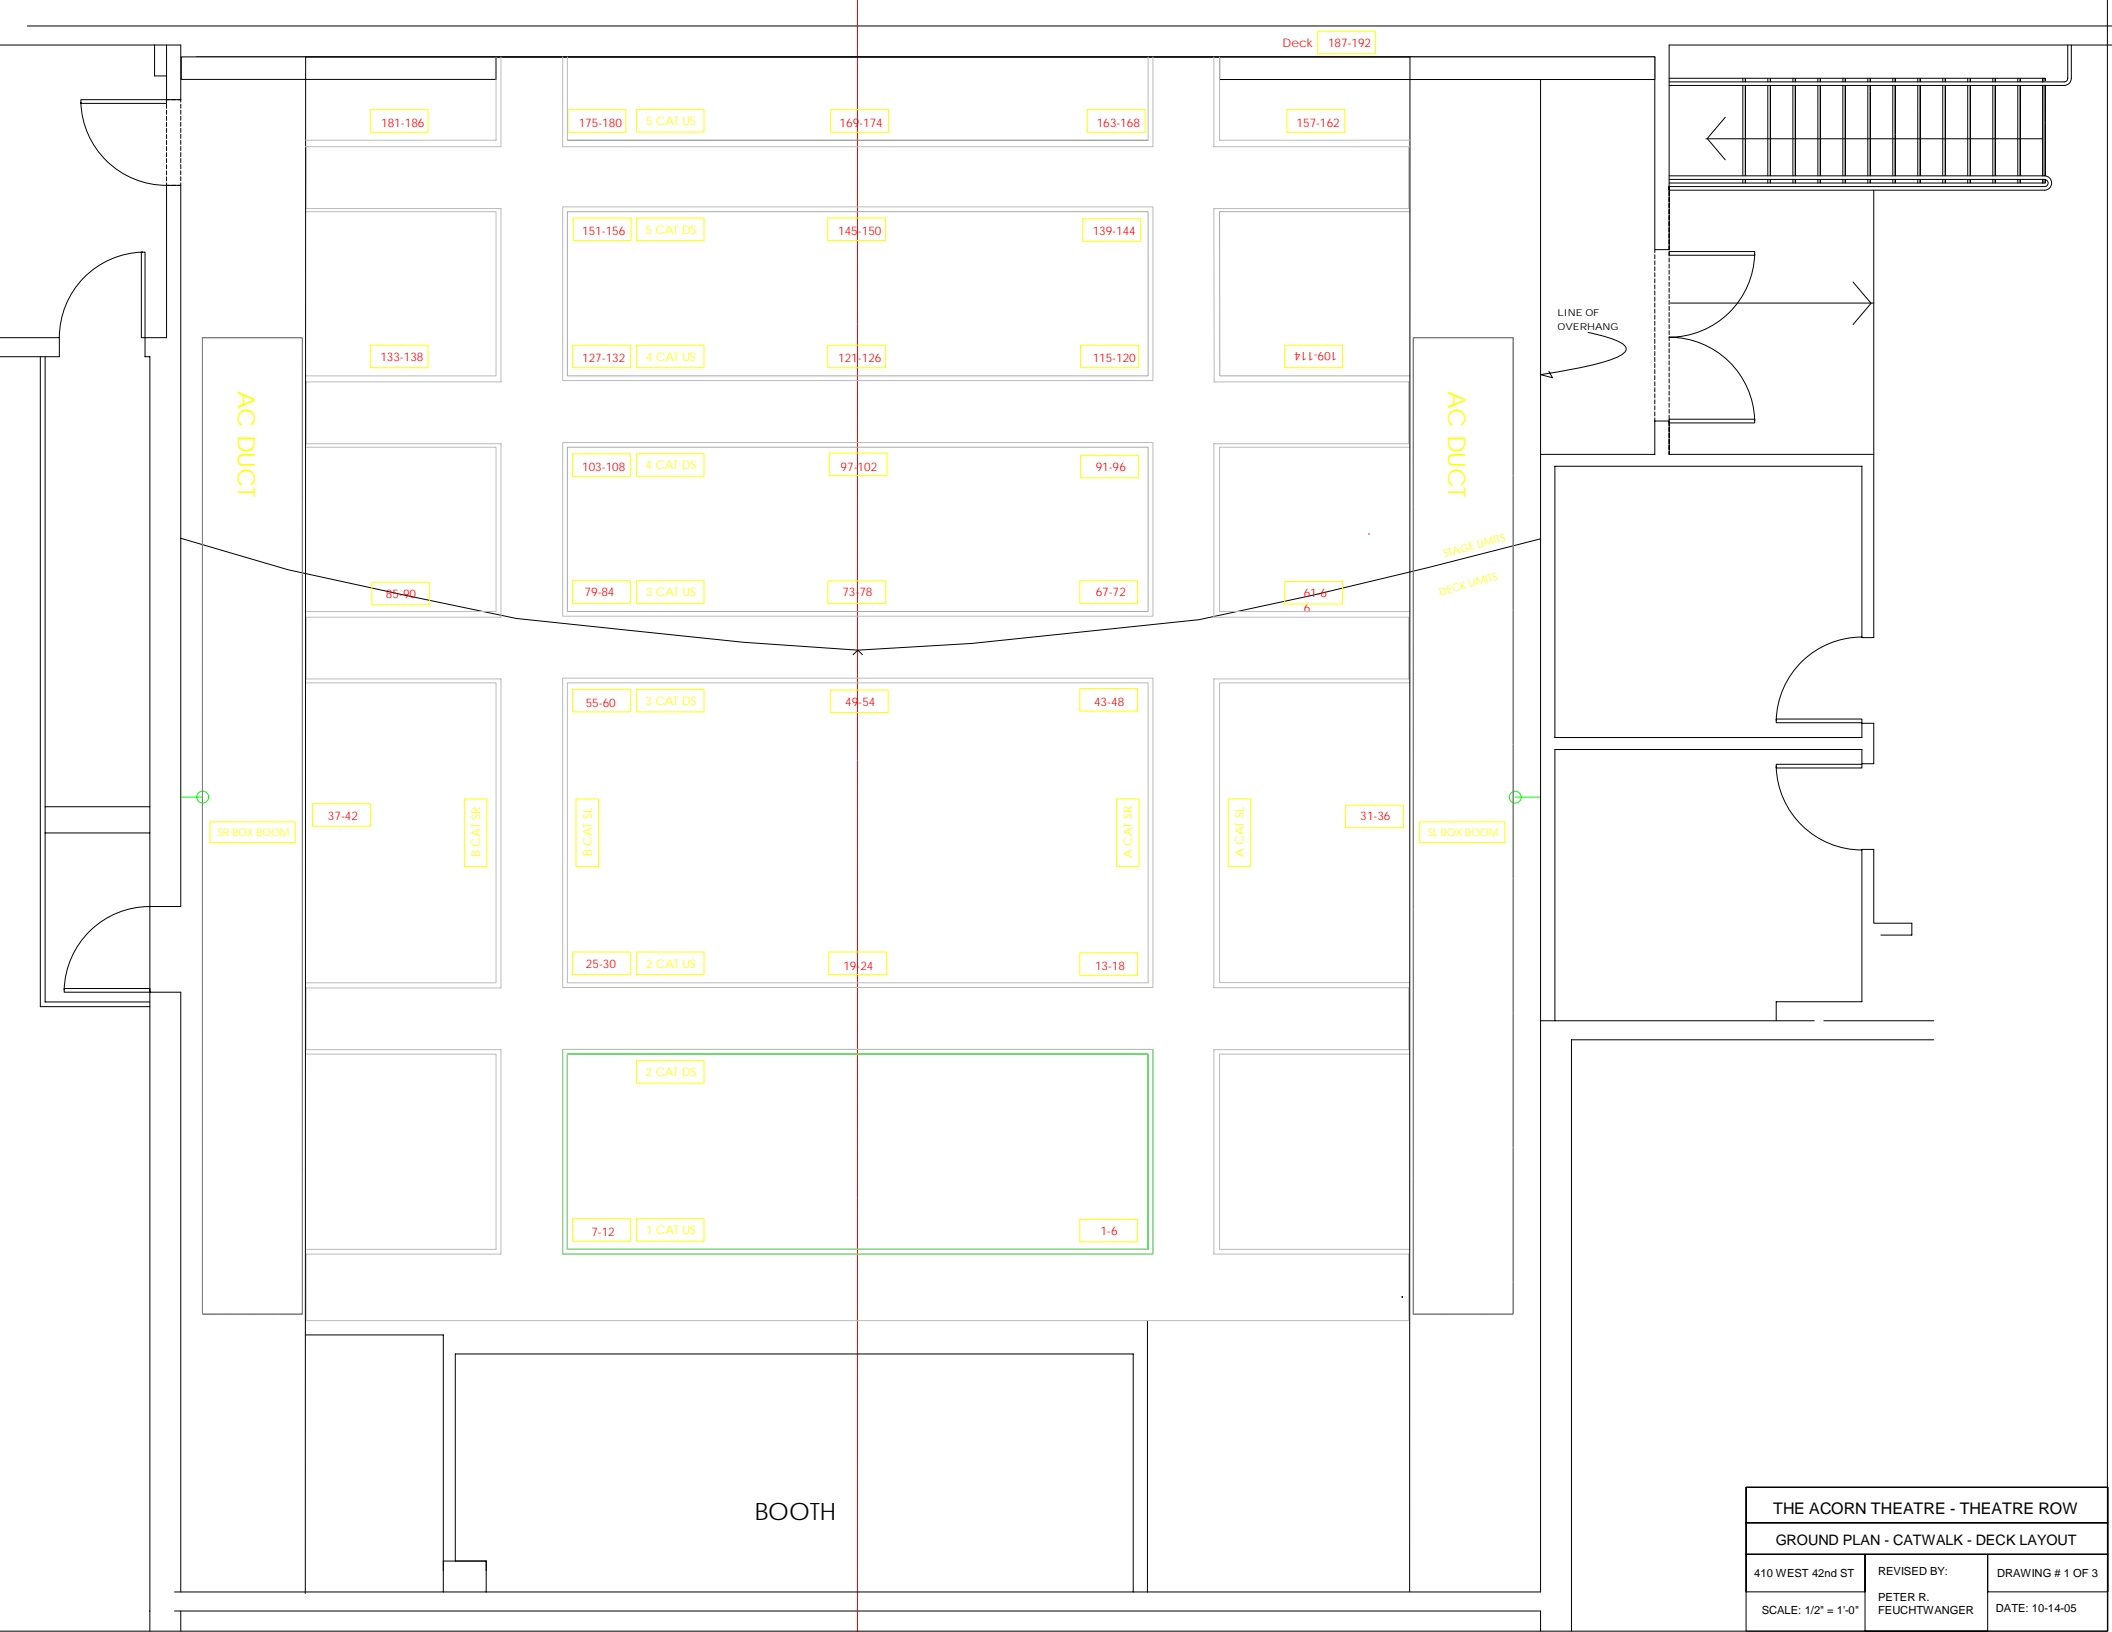 Deck 187-192
181-186
175-180 5 CAT US 169-174 163-168
157-162
151-156 5 CAT DS 145-150 139-144
LINE OF
OVERHANG
133-138
127-132 4 CAT US 121-126 115-120
109-114
AC DUCT
AC DUCT
103-108 4 CAT DS 97-102 91-96
STAGE LIMITS
DECK LIMITS
85-90
79-84 3 CAT US 73-78 67-72
61-6
6
55-60 3 CAT DS 49-54 43-48
37-42
B CAT SR
B CAT SL
A CAT SR
A CAT SL
31-36
SR BOX BOOM
SL BOX BOOM
25-30 2 CAT US 19-24 13-18
2 CAT DS
7-12 1 CAT US 1-6
BOOTH
THE ACORN THEATRE - THEATRE ROW
GROUND PLAN - CATWALK - DECK LAYOUT
410 WEST 42nd ST
REVISED BY:
PETER R.
FEUCHTWANGER
DRAWING # 1 OF 3
SCALE: 1/2" = 1'-0"
DATE: 10-14-05